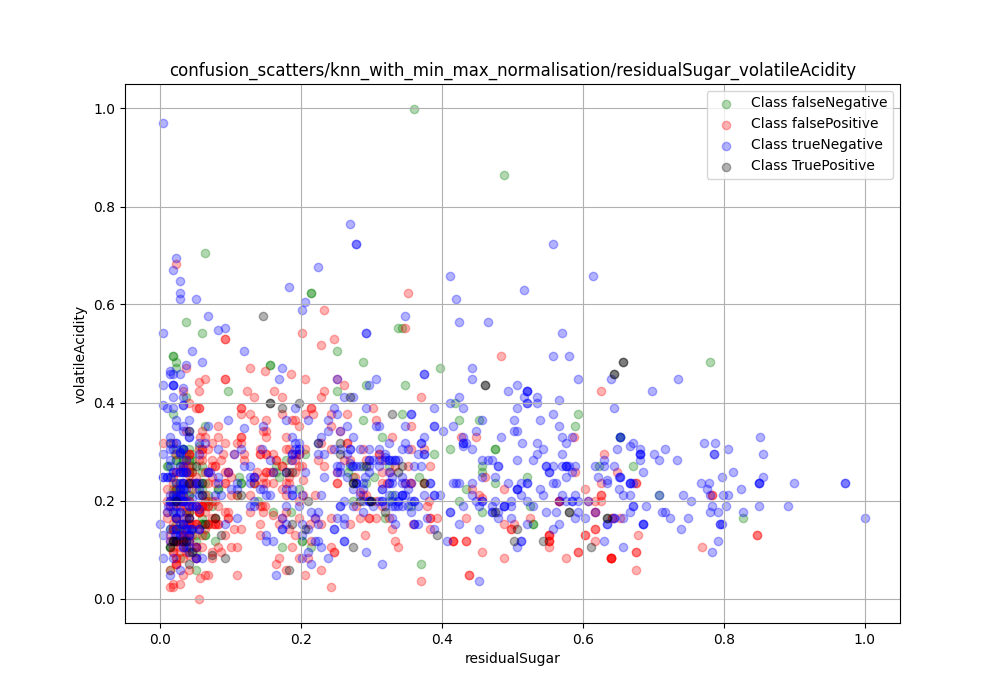 confusion_scatters/knn_with_min_max_normalisation/residualSugar_volatileAcidity
Class falseNegative
Class falsePositive
Class trueNegative
Class TruePositive
volatileAcidity
1.0
0.8
0.6
0.4
0.2
0.0
0.0 0.2 0.4 0.6 0.8 1.0
residualSugar